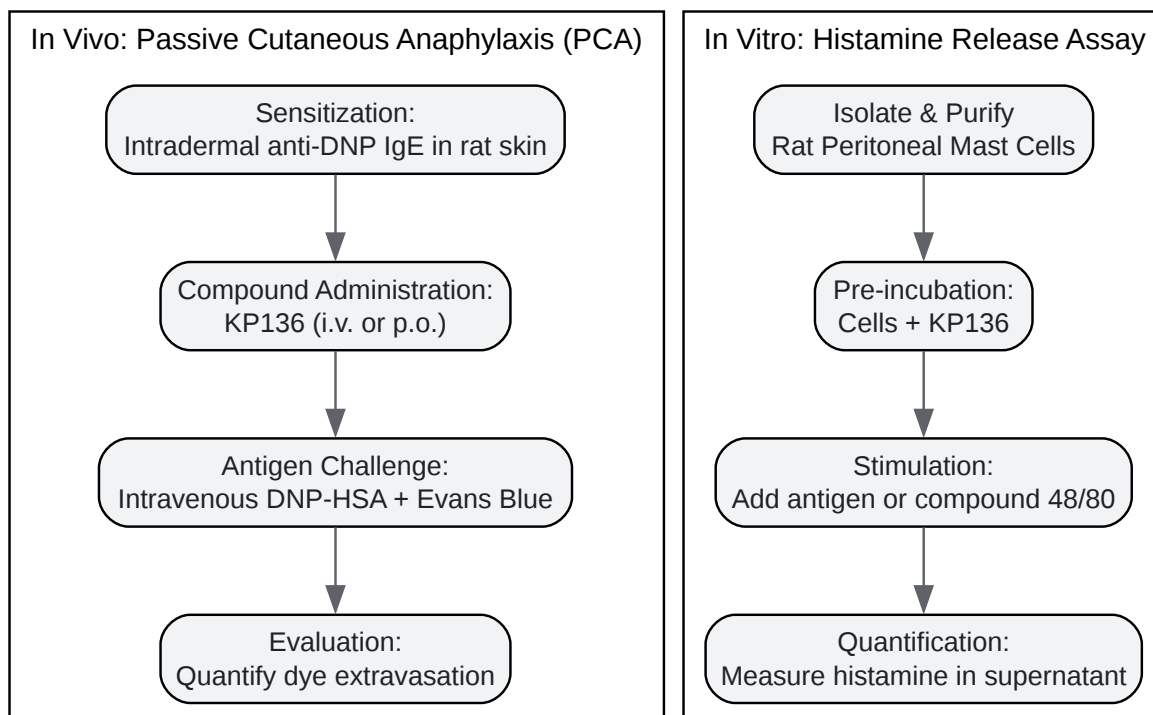 In Vivo: Passive Cutaneous Anaphylaxis (PCA)
Sensitization:
Intradermal anti-DNP IgE in rat skin
Compound Administration:
KP136 (i.v. or p.o.)
Antigen Challenge:
Intravenous DNP-HSA + Evans Blue
Evaluation:
Quantify dye extravasation
In Vitro: Histamine Release Assay
Isolate & Purify
Rat Peritoneal Mast Cells
Pre-incubation:
Cells + KP136
Stimulation:
Add antigen or compound 48/80
Quantification:
Measure histamine in supernatant